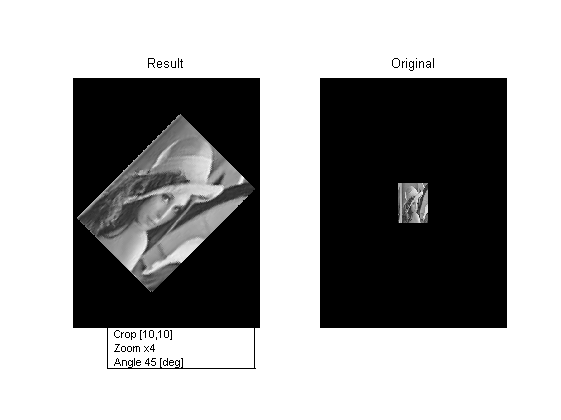 Result
Original
Crop [10,10]
Zoom x4
Angle 45 [deg]